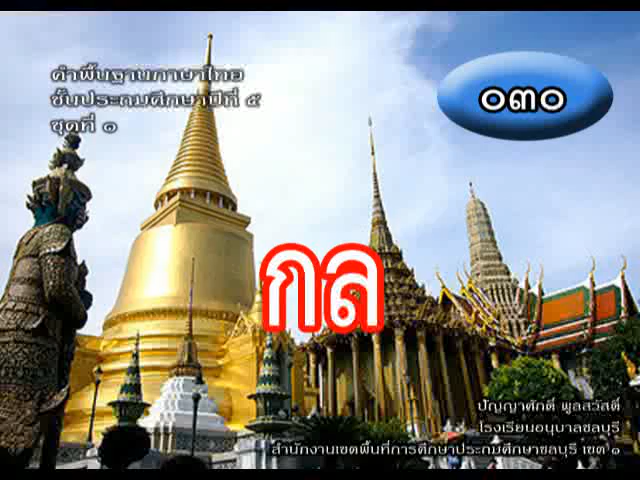 คำพื้นฐานภาษาไทย
ชั้นประถมศึกษาปีที่ ๕
ชุดที่ ๑
๐๓๐
กล
ปัญญาศักดิ์ พูลสวัสดิ์
โรงเรียนอนุบาลชลบุรี
สำนักงานเขตพื้นที่การศึกษาประถมศึกษาชลบุรี เขต ๑